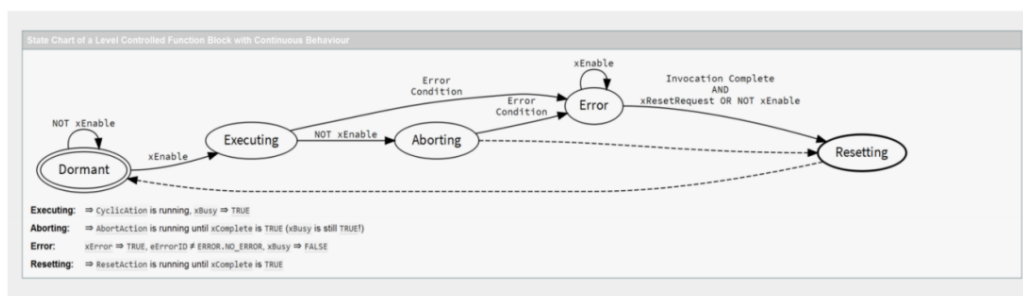 State Chart of a Level Controlled Function Block with Continuous Behaviour
xEnable
Invocation Complete
AND
xResetRequest OR NOT xEnable
Error
Condition
Error
Condition
Error
NOT xEnable
Executing
NOT xEnable
Aborting
Resetting
xEnable
Dormant
Executing: ⇒ CyclicAtion is running, xBusy ⇒ TRUE
Aborting: ⇒ AbortAction is running until xComplete is TRUE (xBusy is still TRUE!)
Error: xError ⇒ TRUE, eErrorID ≠ ERROR.NO_ERROR, xBusy ⇒ FALSE
Resetting: ⇒ ResetAction is running until xComplete is TRUE